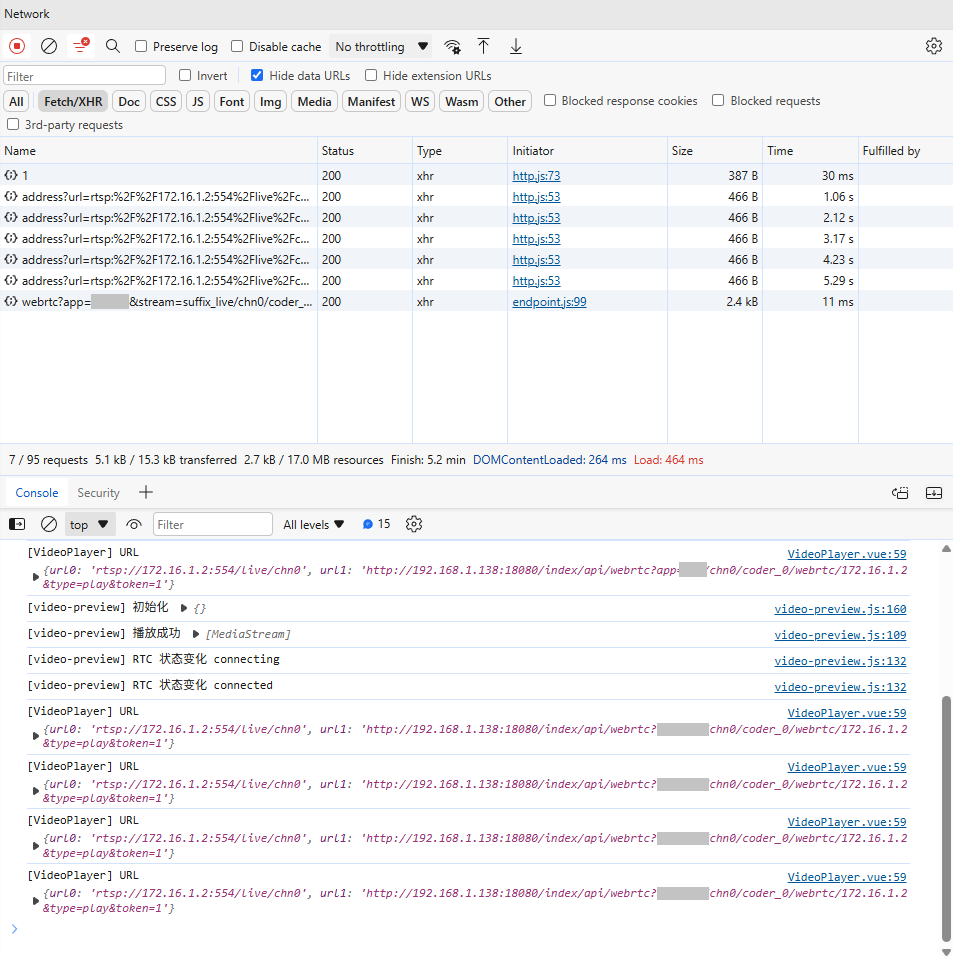 Network
Preserve log Disable cache No throttling
Filter Invert Hide data URLs Hide extension URLs
All Fetch/XHR Doc CSS JS Font Img Media Manifest WS Wasm Other Blocked response cookies Blocked requests
3rd-party requests
Name Status Type Initiator Size Time Fulfilled by
1 200 xhr http.js:73 387 B 30 ms
address?url=rtsp:%2F%2F172.16.1.2:554%2Flive%2Fc... 200 xhr http.js:53 466 B 1.06 s
address?url=rtsp:%2F%2F172.16.1.2:554%2Flive%2Fc... 200 xhr http.js:53 466 B 2.12 s
address?url=rtsp:%2F%2F172.16.1.2:554%2Flive%2Fc... 200 xhr http.js:53 466 B 3.17 s
address?url=rtsp:%2F%2F172.16.1.2:554%2Flive%2Fc... 200 xhr http.js:53 466 B 4.23 s
address?url=rtsp:%2F%2F172.16.1.2:554%2Flive%2Fc... 200 xhr http.js:53 466 B 5.29 s
webrtc?app= &stream=suffix_live/chn0/coder_... 200 xhr endpoint.js:99 2.4 kB 11 ms
7 / 95 requests 5.1 kB / 15.3 kB transferred 2.7 kB / 17.0 MB resources Finish: 5.2 min DOMContentLoaded: 264 ms Load: 464 ms
Console Security
top Filter All levels 15
[VideoPlayer] URL VideoPlayer.vue:59
{url0: 'rtsp://172.16.1.2:554/live/chn0', url1: 'http://192.168.1.138:18080/index/api/webrtc?app= /chn0/coder_0/webrtc/172.16.1.2
&type=play&token=1'}
[video-preview] 初始化 {} video-preview.js:160
[video-preview] 播放成功 [MediaStream] video-preview.js:109
[video-preview] RTC 状态变化 connecting video-preview.js:132
[video-preview] RTC 状态变化 connected video-preview.js:132
[VideoPlayer] URL VideoPlayer.vue:59
{url0: 'rtsp://172.16.1.2:554/live/chn0', url1: 'http://192.168.1.138:18080/index/api/webrtc? chn0/coder_0/webrtc/172.16.1.2
&type=play&token=1'}
[VideoPlayer] URL VideoPlayer.vue:59
{url0: 'rtsp://172.16.1.2:554/live/chn0', url1: 'http://192.168.1.138:18080/index/api/webrtc? chn0/coder_0/webrtc/172.16.1.2
&type=play&token=1'}
[VideoPlayer] URL VideoPlayer.vue:59
{url0: 'rtsp://172.16.1.2:554/live/chn0', url1: 'http://192.168.1.138:18080/index/api/webrtc? chn0/coder_0/webrtc/172.16.1.2
&type=play&token=1'}
[VideoPlayer] URL VideoPlayer.vue:59
{url0: 'rtsp://172.16.1.2:554/live/chn0', url1: 'http://192.168.1.138:18080/index/api/webrtc? chn0/coder_0/webrtc/172.16.1.2
&type=play&token=1'}